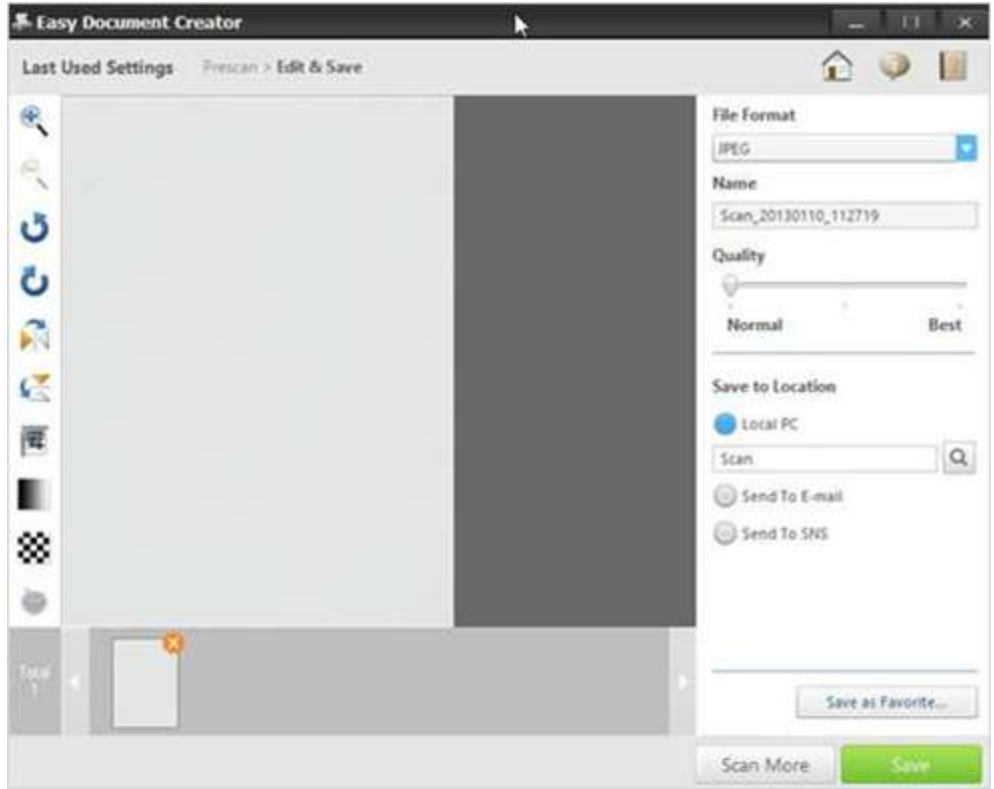 Easy Document Creator
Last Used Settings Prescan > Edit & Save
File Format
JPEG
Name
Scan_20130110_112719
Quality
Normal Best
Save to Location
Local PC
Scan
Send To E-mail
Send To SNS
Total
1
Save as Favorite...
Scan More Save